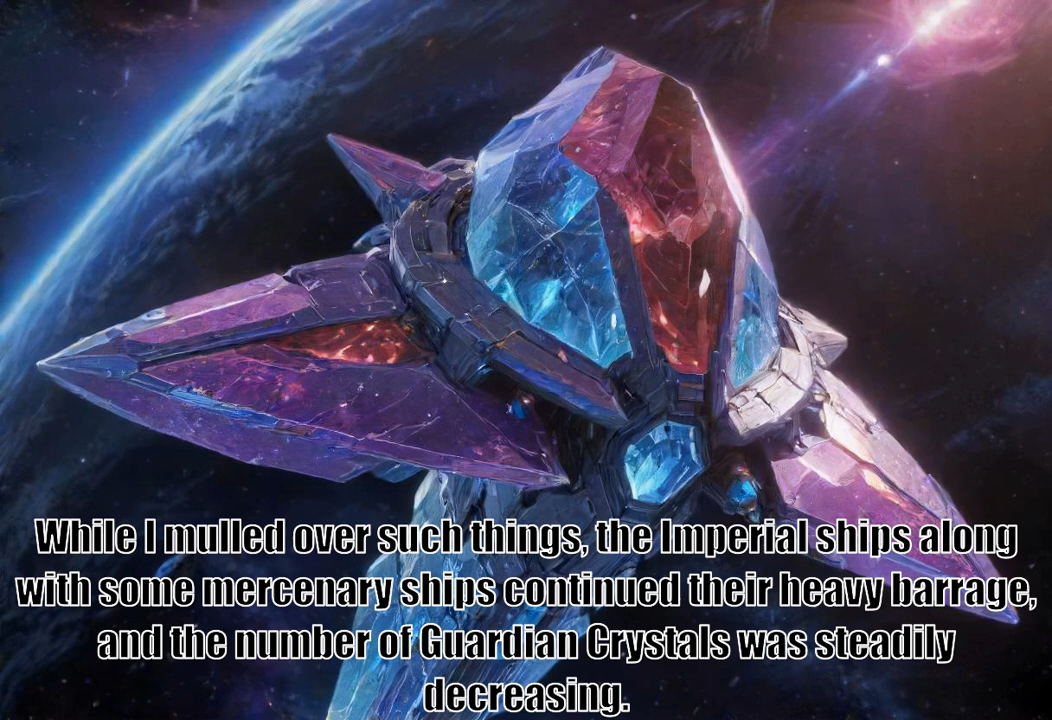 While I mulled over such things, the Imperial ships along
with some mercenary ships continued their heavy barrage,
and the number of Guardian Crystals was steadily
decreasing.